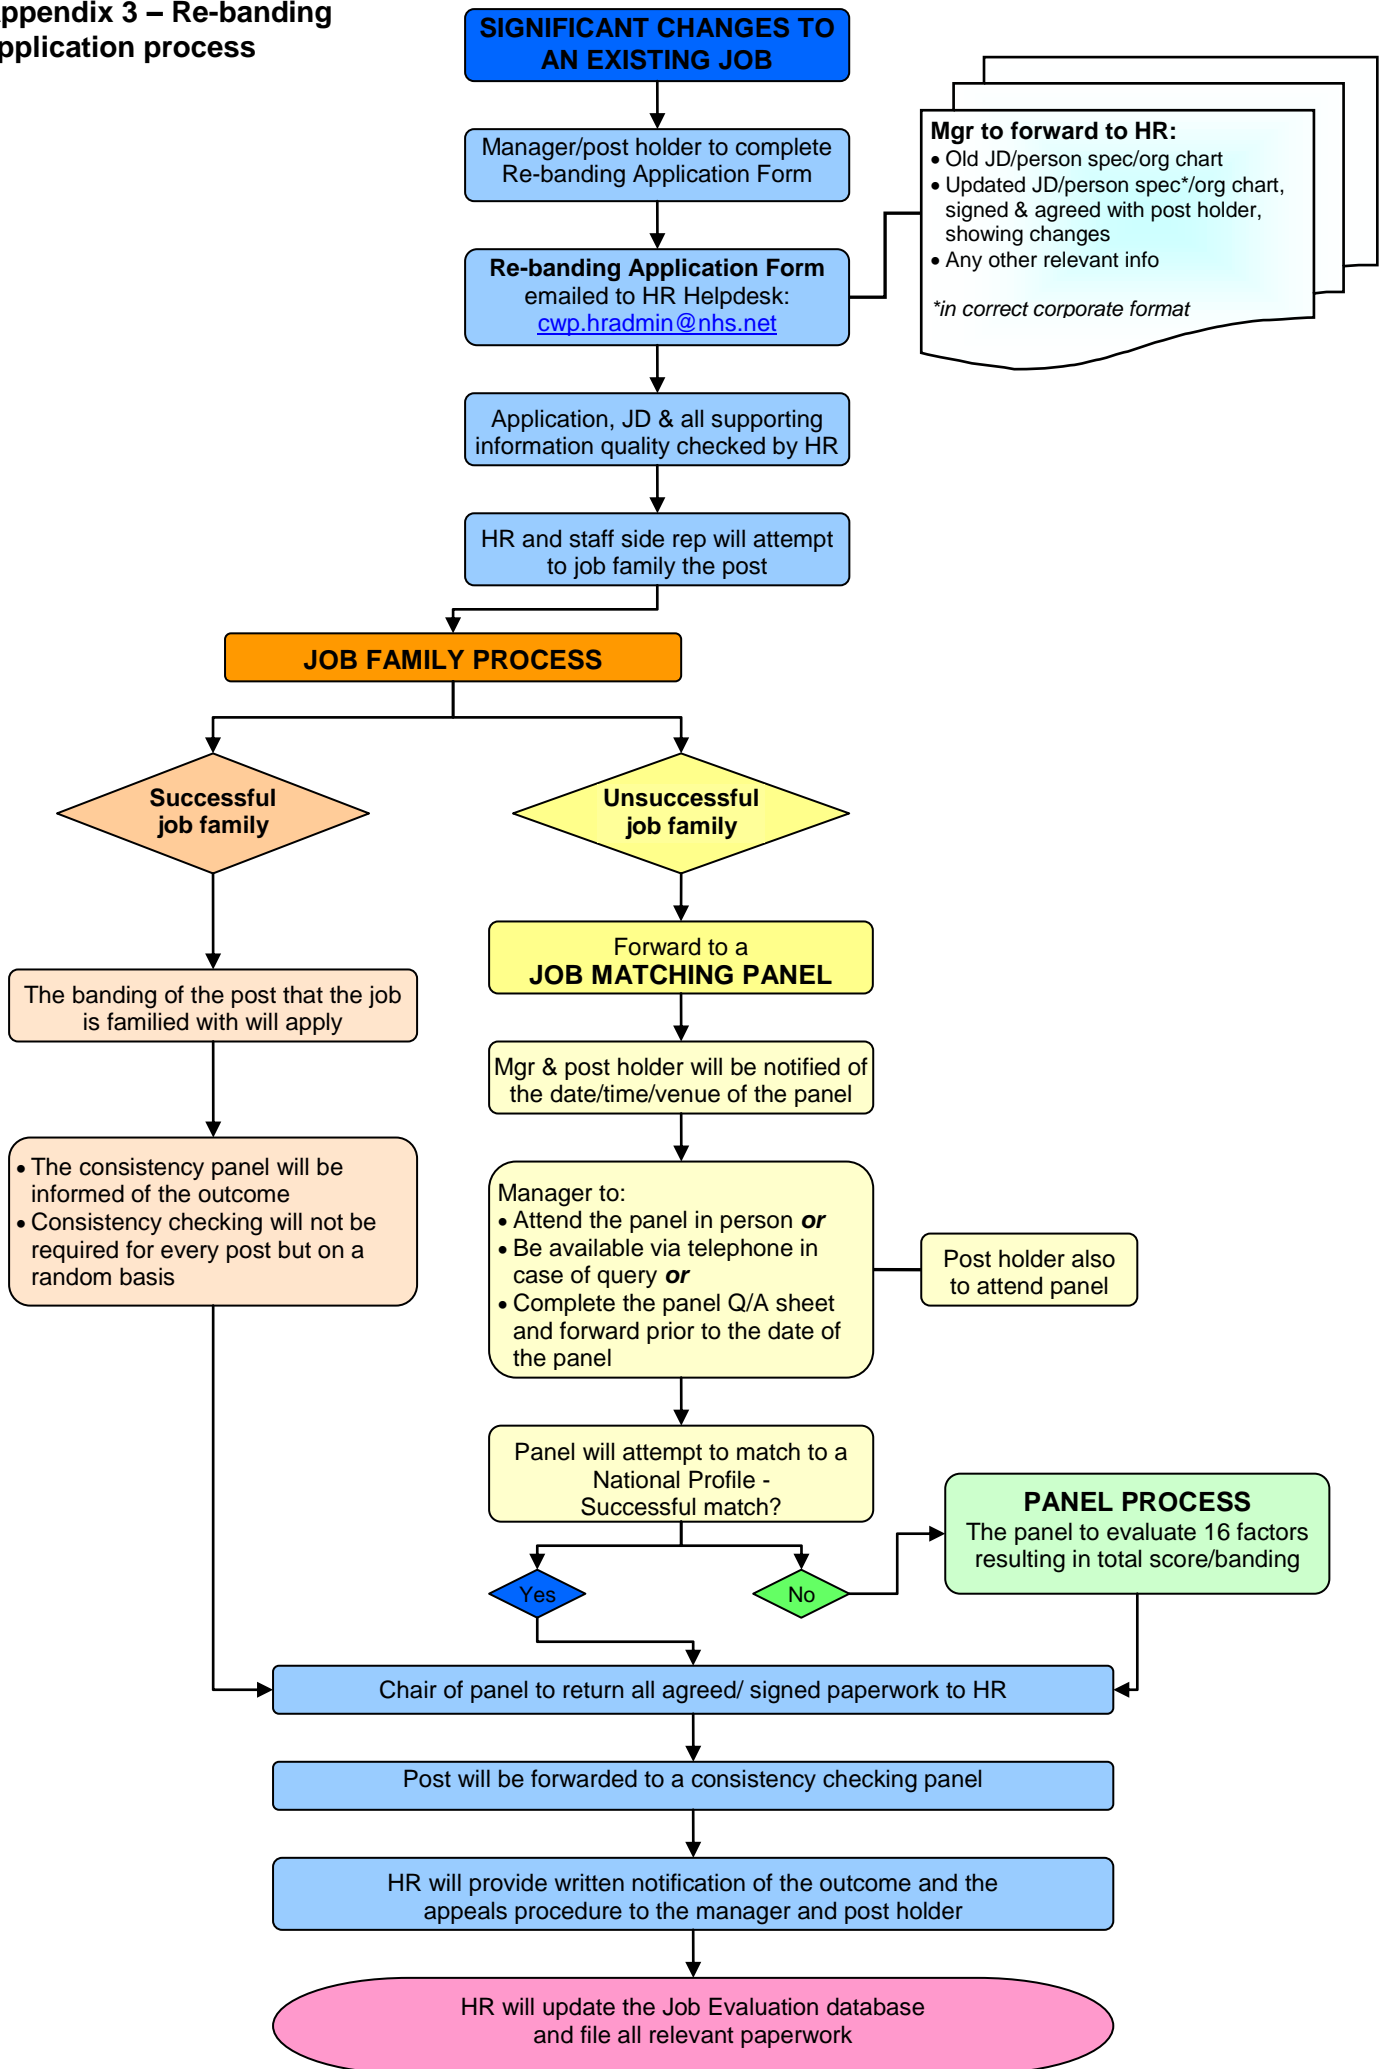 Appendix 3 – Re-banding
application process
SIGNIFICANT CHANGES TO
AN EXISTING JOB
Manager/post holder to complete
Re-banding Application Form
Mgr to forward to HR:
• Old JD/person spec/org chart
• Updated JD/person spec*/org chart,
signed & agreed with post holder,
showing changes
• Any other relevant info
*in correct corporate format
Re-banding Application Form
emailed to HR Helpdesk:
cwp.hradmin@nhs.net
Application, JD & all supporting
information quality checked by HR
HR and staff side rep will attempt
to job family the post
JOB FAMILY PROCESS
Successful
job family
Unsuccessful
job family
The banding of the post that the job
is familied with will apply
• The consistency panel will be
informed of the outcome
• Consistency checking will not be
required for every post but on a
random basis
Forward to a
JOB MATCHING PANEL
Mgr & post holder will be notified of
the date/time/venue of the panel
Manager to:
• Attend the panel in person or
• Be available via telephone in
case of query or
• Complete the panel Q/A sheet
and forward prior to the date of
the panel
Post holder also
to attend panel
Panel will attempt to match to a
National Profile -
Successful match?
Yes
No
PANEL PROCESS
The panel to evaluate 16 factors
resulting in total score/banding
Chair of panel to return all agreed/ signed paperwork to HR
Post will be forwarded to a consistency checking panel
HR will provide written notification of the outcome and the
appeals procedure to the manager and post holder
HR will update the Job Evaluation database
and file all relevant paperwork